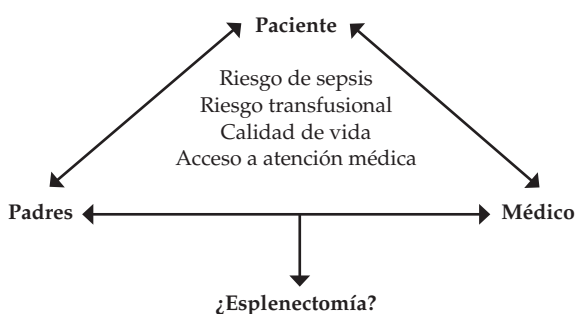 Paciente
Riesgo de sepsis
Riesgo transfusional
Calidad de vida
Acceso a atención médica
Padres
Médico
¿Esplenectomía?